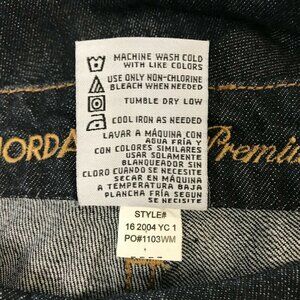 MACHINE WASH COLD
WITH LIKE COLORS
USE ONLY NON-CHLORINE
BLEACH WHEN NEEDED
TUMBLE DRY LOW
COOL IRON AS NEEDED
LAVAR A MÁQUINA CON
AGUA FRÍA Y
CON COLORES SIMILARES
USAR SOLAMENTE
BLANQUEADOR SIN
CLORO CUANDO SE NECESITE
SECAR EN MÁQUINA
A TEMPERATURA BAJA
PLANCHA FRÍA SEGUN
SE NECESITE
JORDA
Premiu
STYLE#
16 2004 YC 1
PO#1103WM